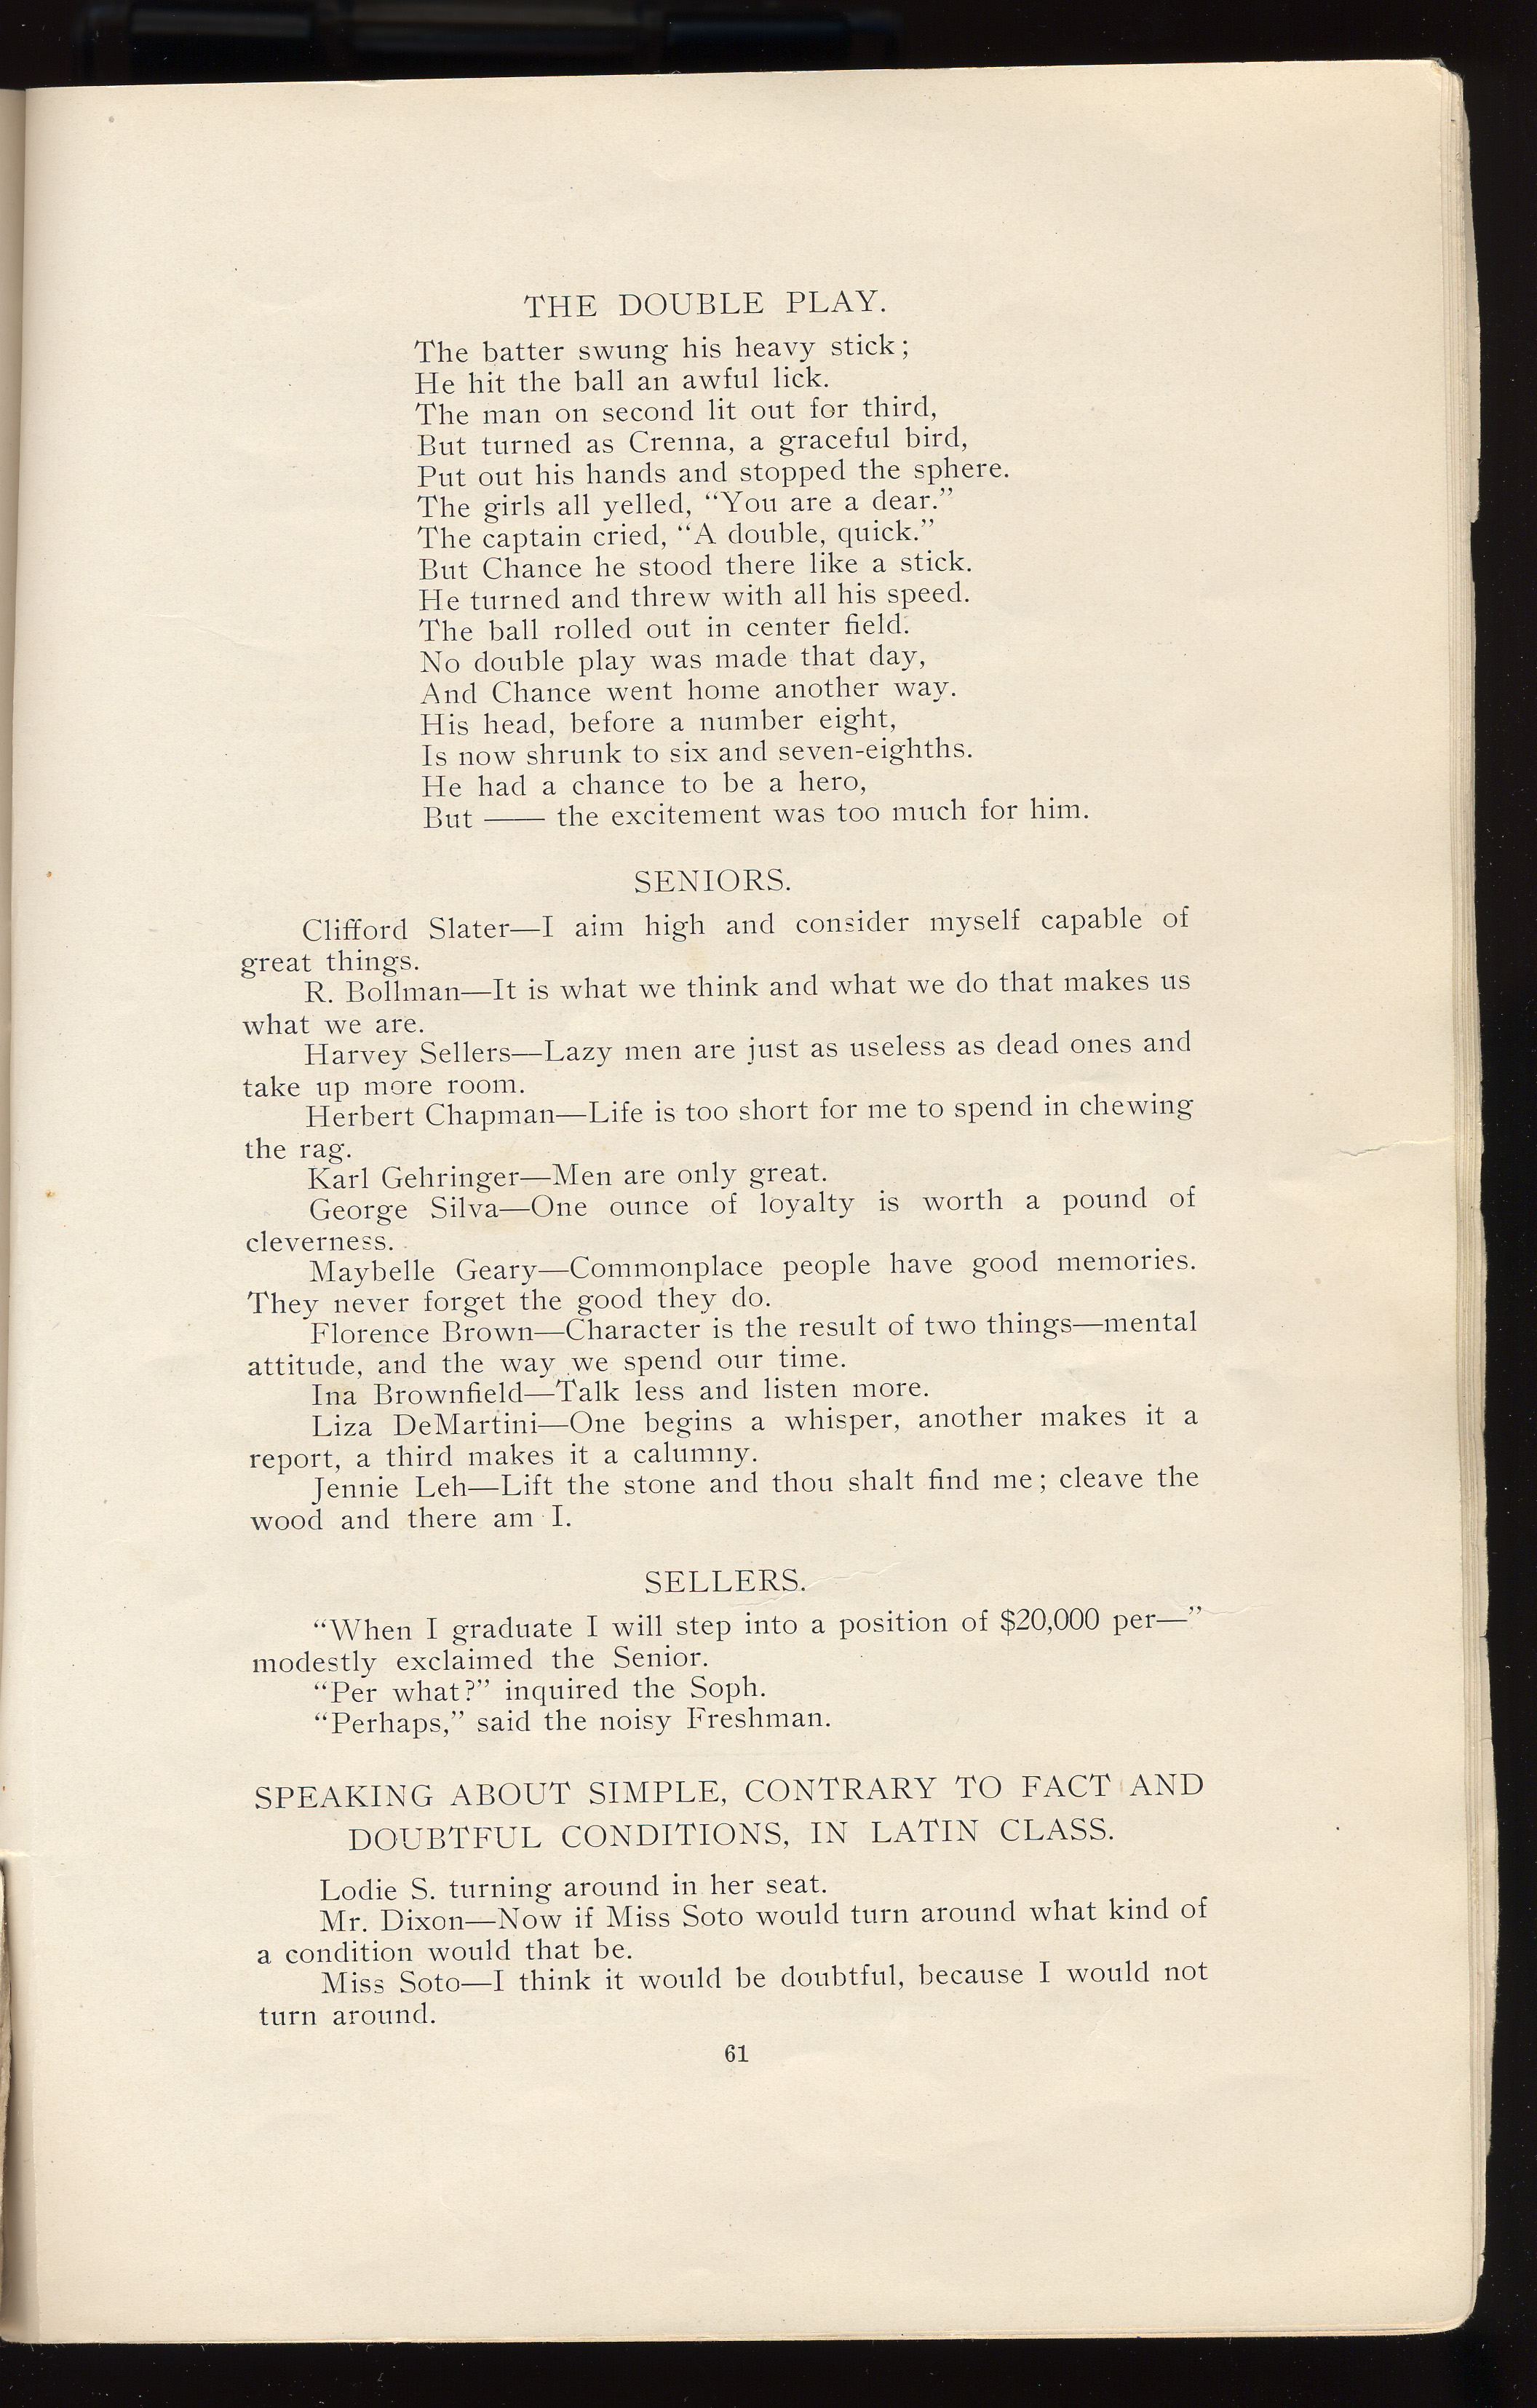 THE DOUBLE PLAY.
The batter swung his heavy stick;
He hit the ball an awful lick.
The man on second lit out for third,
But turned as Crenna, a graceful bird,
Put out his hands and stopped the sphere.
The girls all yelled, “You are a dear.”
The captain cried, “A double, quick.”
But Chance he stood there like a stick.
He turned and threw with all his speed.
The ball rolled out in center field.
No double play was made that day,
And Chance went home another way.
His head, before a number eight,
Is now shrunk to six and seven-eighths.
He had a chance to be a hero,
But —— the excitement was too much for him.
SENIORS.
Clifford Slater—I aim high and consider myself capable of
great things.
R. Bollman—It is what we think and what we do that makes us
what we are.
Harvey Sellers—Lazy men are just as useless as dead ones and
take up more room.
Herbert Chapman—Life is too short for me to spend in chewing
the rag.
Karl Gehringer—Men are only great.
George Silva—One ounce of loyalty is worth a pound of
cleverness.
Maybelle Geary—Commonplace people have good memories.
They never forget the good they do.
Florence Brown—Character is the result of two things—mental
attitude, and the way we spend our time.
Ina Brownfield—Talk less and listen more.
Liza DeMartini—One begins a whisper, another makes it a
report, a third makes it a calumny.
Jennie Leh—Lift the stone and thou shalt find me; cleave the
wood and there am I.
SELLERS.
“When I graduate I will step into a position of $20,000 per—”
modestly exclaimed the Senior.
“Per what?” inquired the Soph.
“Perhaps,” said the noisy Freshman.
SPEAKING ABOUT SIMPLE, CONTRARY TO FACT AND
DOUBTFUL CONDITIONS, IN LATIN CLASS.
Lodie S. turning around in her seat.
Mr. Dixon—Now if Miss Soto would turn around what kind of
a condition would that be.
Miss Soto—I think it would be doubtful, because I would not
turn around.
61